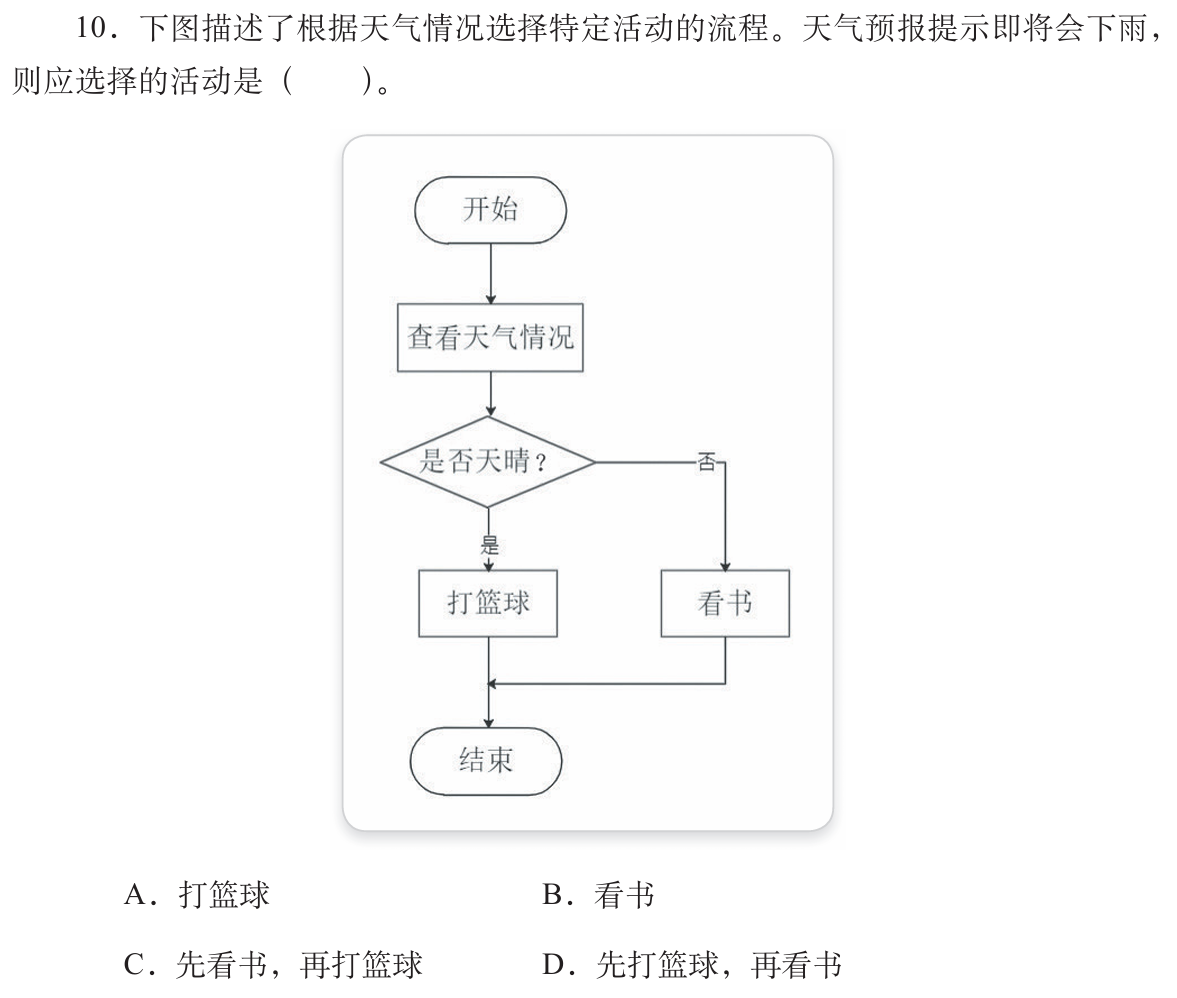 10．下图描述了根据天气情况选择特定活动的流程。天气预报提示即将会下雨，
则应选择的活动是（　　）。
开始
查看天气情况
是否天晴？
否
是
打篮球
看书
结束
A．打篮球
B．看书
C．先看书，再打篮球
D．先打篮球，再看书